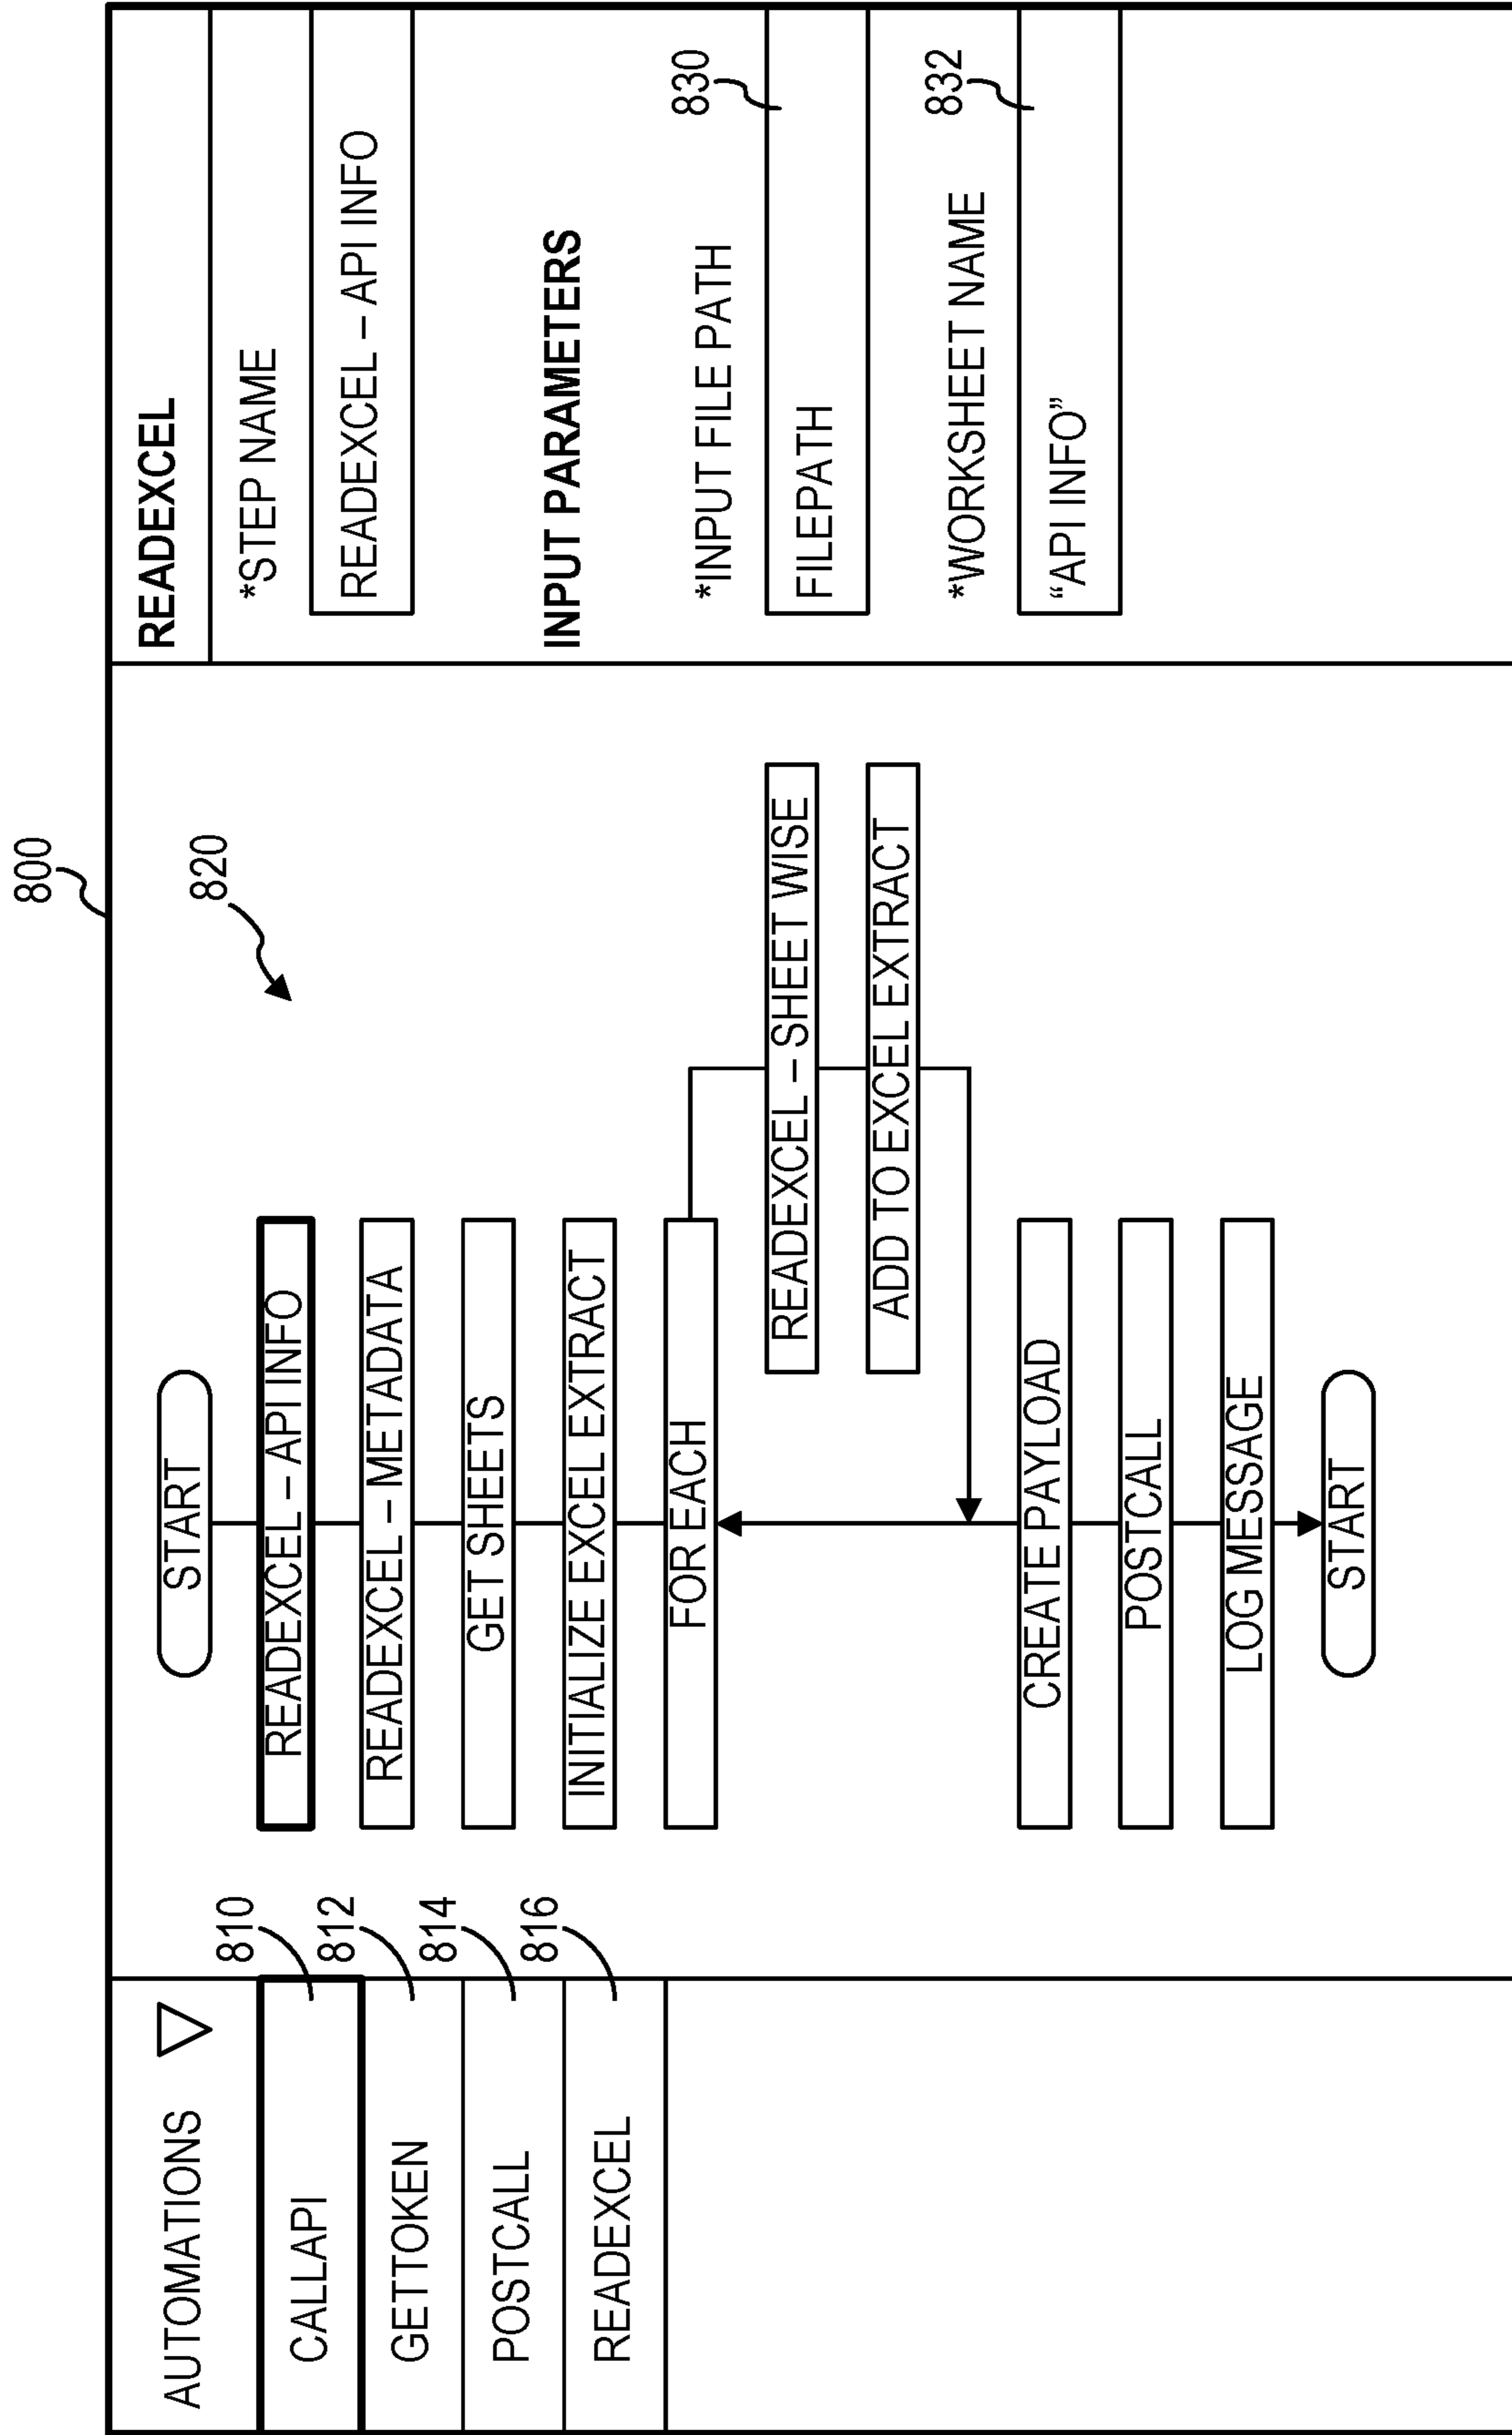 800
AUTOMATIONS
CALLAPI
810
GETTOKEN
812
POSTCALL
814
READEXCEL
816
820
START
READEXCEL – API INFO
READEXCEL – METADATA
GET SHEETS
INITIALIZE EXCEL EXTRACT
FOR EACH
READEXCEL – SHEET WISE
ADD TO EXCEL EXTRACT
CREATE PAYLOAD
POSTCALL
LOG MESSAGE
START
READEXCEL
*STEP NAME
READEXCEL – API INFO
INPUT PARAMETERS
*INPUT FILE PATH
830
FILEPATH
*WORKSHEET NAME
832
“API INFO”